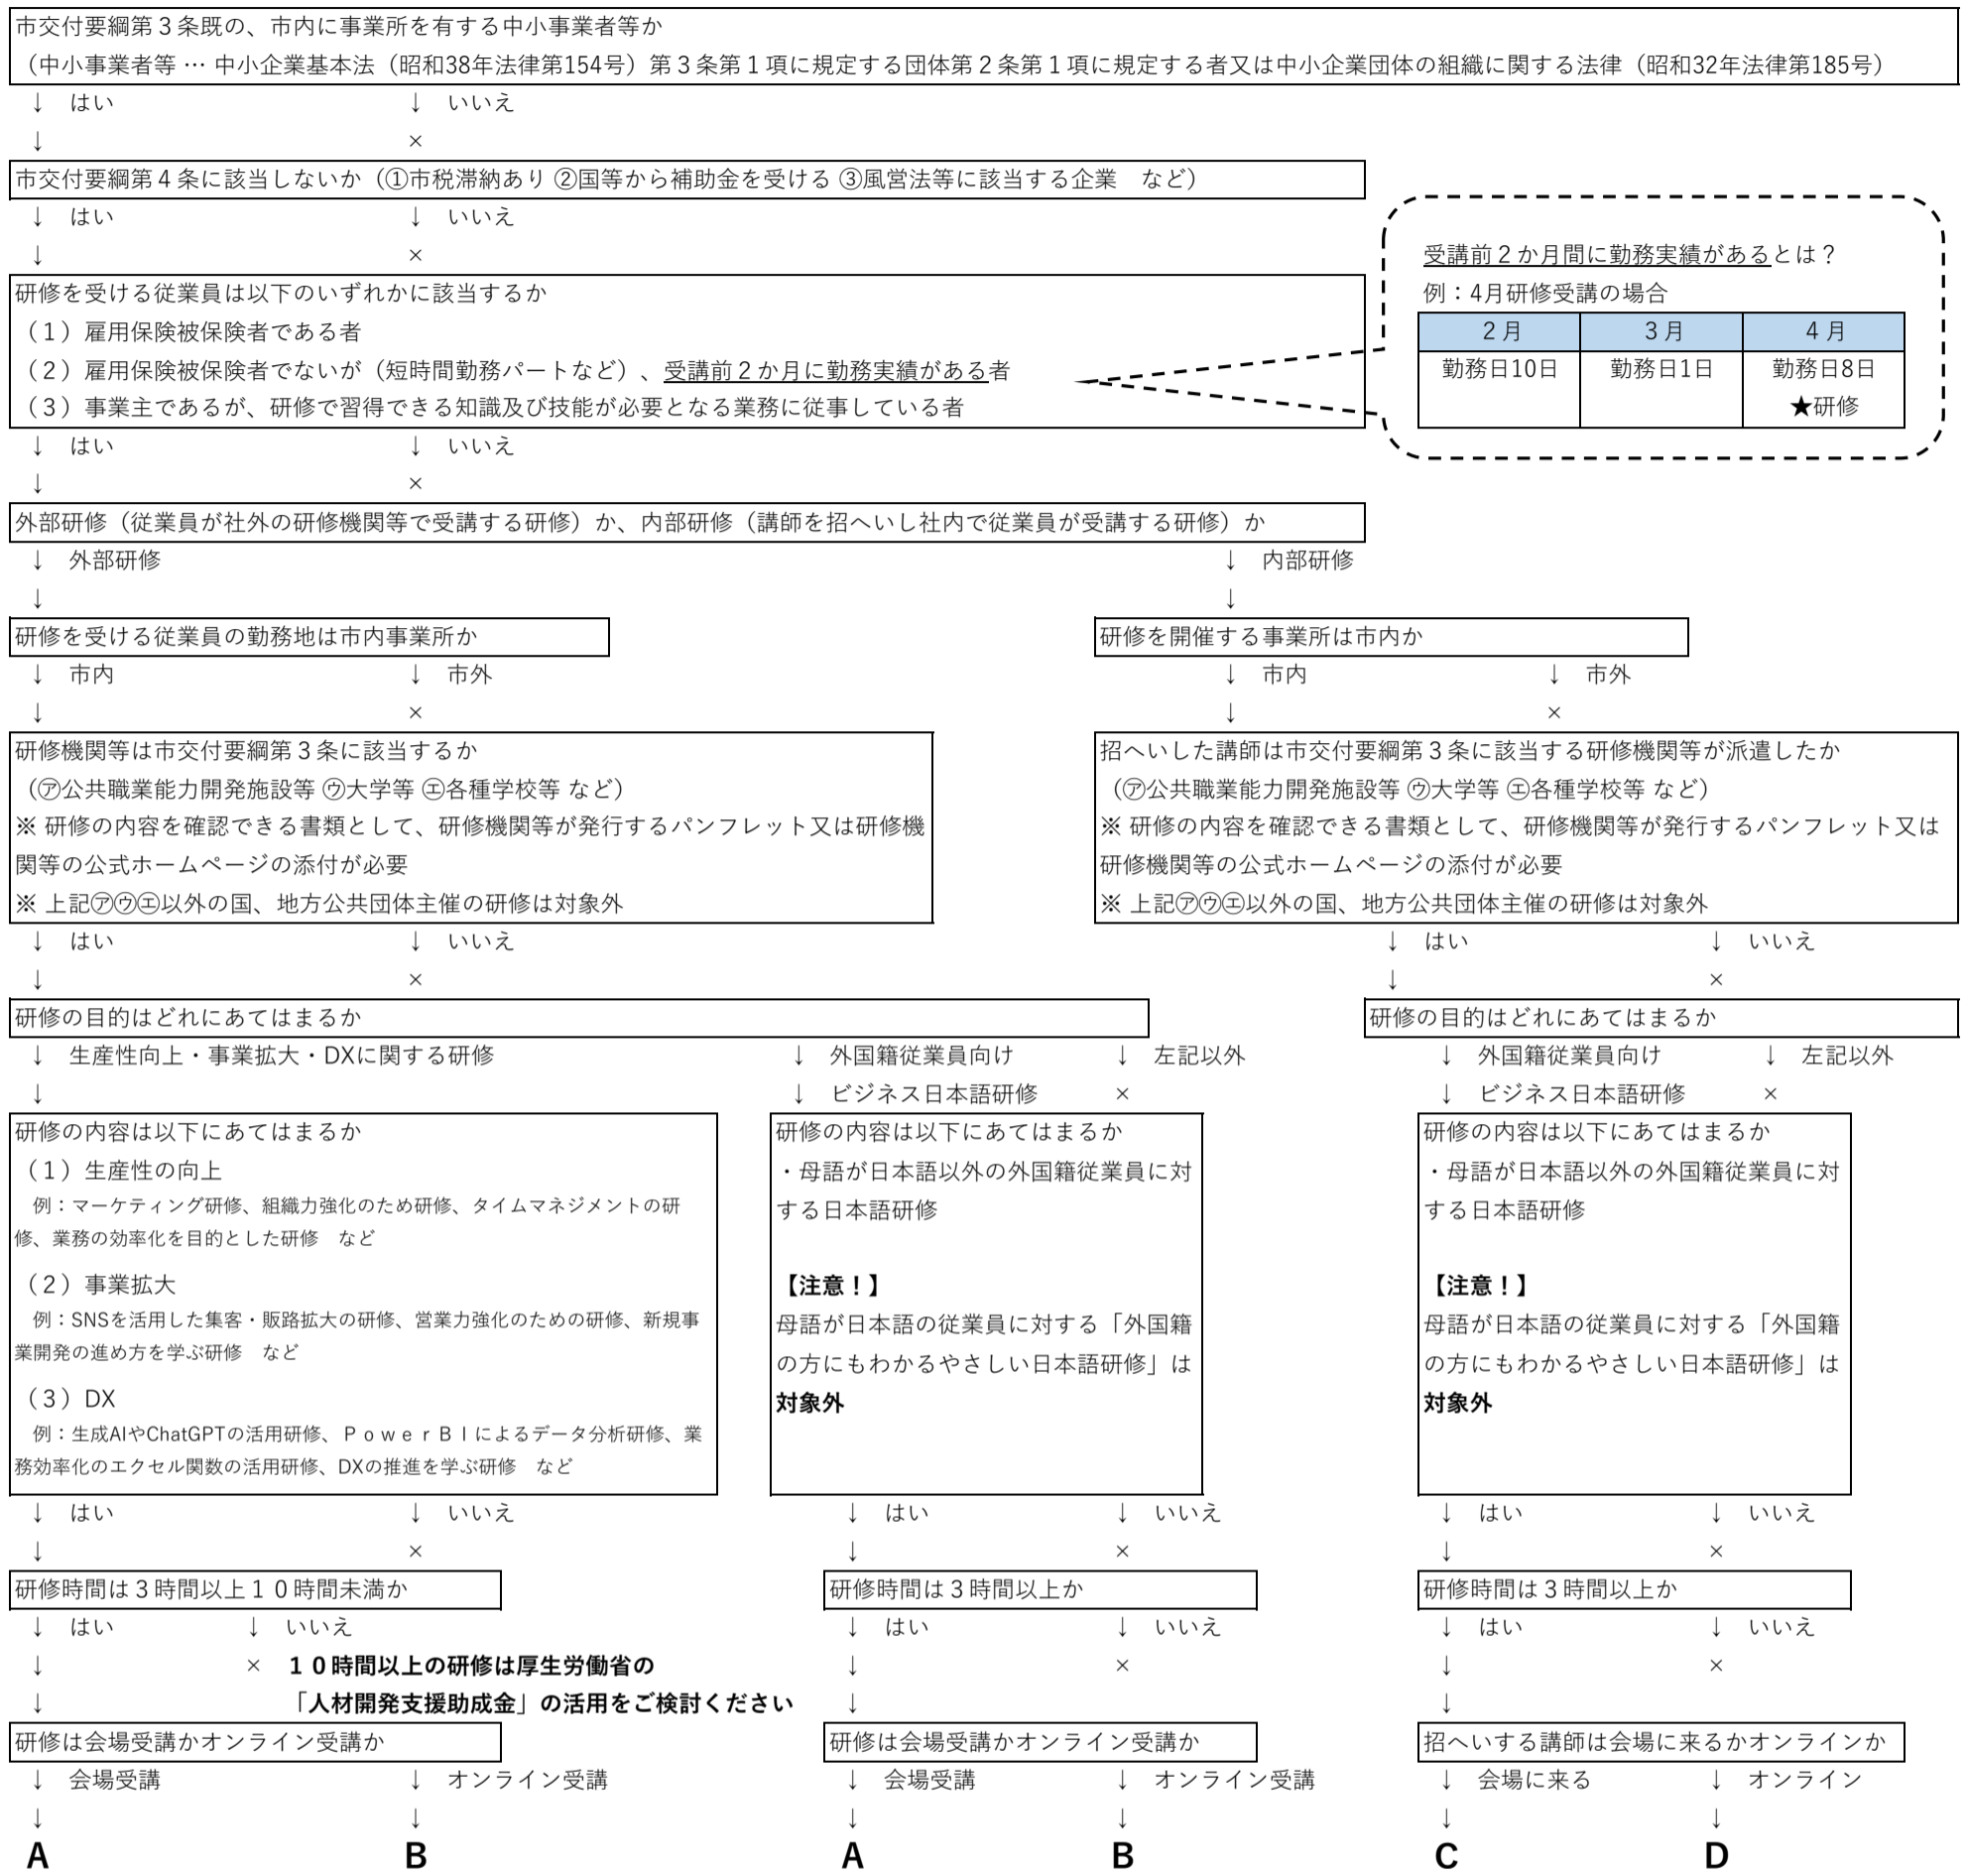 市交付要綱第３条既の、市内に事業所を有する中小事業者等か
（中小事業者等 … 中小企業基本法（昭和38年法律第154号）第３条第１項に規定する団体第２条第１項に規定する者又は中小企業団体の組織に関する法律（昭和32年法律第185号）
↓　はい　↓　いいえ
↓　×
市交付要綱第４条に該当しないか（①市税滞納あり ②国等から補助金を受ける ③風営法等に該当する企業　など）
↓　はい　↓　いいえ
↓　×
研修を受ける従業員は以下のいずれかに該当するか
（１）雇用保険被保険者である者
（２）雇用保険被保険者でないが（短時間勤務パートなど）、受講前２か月に勤務実績がある者
（３）事業主であるが、研修で習得できる知識及び技能が必要となる業務に従事している者
受講前２か月間に勤務実績があるとは？
例：4月研修受講の場合
２月　３月　４月
勤務日10日　勤務日1日　勤務日8日
★研修
↓　はい　↓　いいえ
↓　×
外部研修（従業員が社外の研修機関等で受講する研修）か、内部研修（講師を招へいし社内で従業員が受講する研修）か
↓　外部研修　↓　内部研修
↓　↓
研修を受ける従業員の勤務地は市内事業所か
↓　市内　↓　市外
↓　×
研修機関等は市交付要綱第３条に該当するか
（㋐公共職業能力開発施設等 ㋒大学等 ㋓各種学校等 など）
※ 研修の内容を確認できる書類として、研修機関等が発行するパンフレット又は研修機
関等の公式ホームページの添付が必要
※ 上記㋐㋒㋓以外の国、地方公共団体主催の研修は対象外
↓　はい　↓　いいえ
↓　×
研修の目的はどれにあてはまるか
↓　生産性向上・事業拡大・DXに関する研修　↓　外国籍従業員向け　↓　左記以外
↓　↓　ビジネス日本語研修　×
研修の内容は以下にあてはまるか
（１）生産性の向上
例：マーケティング研修、組織力強化のため研修、タイムマネジメントの研
修、業務の効率化を目的とした研修　など
（２）事業拡大
例：SNSを活用した集客・販路拡大の研修、営業力強化のための研修、新規事
業開発の進め方を学ぶ研修　など
（３）DX
例：生成AIやChatGPTの活用研修、ＰｏｗｅｒＢＩによるデータ分析研修、業
務効率化のエクセル関数の活用研修、DXの推進を学ぶ研修　など
↓　はい　↓　いいえ
↓　×
研修時間は３時間以上１０時間未満か
↓　はい　↓　いいえ
↓　×　１０時間以上の研修は厚生労働省の
↓　「人材開発支援助成金」の活用をご検討ください
研修は会場受講かオンライン受講か
↓　会場受講　↓　オンライン受講
↓　↓
A　B
研修の内容は以下にあてはまるか
・母語が日本語以外の外国籍従業員に対
する日本語研修
【注意！】
母語が日本語の従業員に対する「外国籍
の方にもわかるやさしい日本語研修」は
対象外
↓　はい　↓　いいえ
↓　×
研修時間は３時間以上か
↓　はい　↓　いいえ
↓　×
↓
研修は会場受講かオンライン受講か
↓　会場受講　↓　オンライン受講
↓　↓
A　B
研修を開催する事業所は市内か
↓　市内　↓　市外
↓　×
招へいした講師は市交付要綱第３条に該当する研修機関等が派遣したか
（㋐公共職業能力開発施設等 ㋒大学等 ㋓各種学校等 など）
※ 研修の内容を確認できる書類として、研修機関等が発行するパンフレット又は
研修機関等の公式ホームページの添付が必要
※ 上記㋐㋒㋓以外の国、地方公共団体主催の研修は対象外
↓　はい　↓　いいえ
↓　×
研修の目的はどれにあてはまるか
↓　外国籍従業員向け　↓　左記以外
↓　ビジネス日本語研修　×
研修の内容は以下にあてはまるか
・母語が日本語以外の外国籍従業員に対
する日本語研修
【注意！】
母語が日本語の従業員に対する「外国籍
の方にもわかるやさしい日本語研修」は
対象外
↓　はい　↓　いいえ
↓　×
研修時間は３時間以上か
↓　はい　↓　いいえ
↓　×
↓
招へいする講師は会場に来るかオンラインか
↓　会場に来る　↓　オンライン
↓　↓
C　D